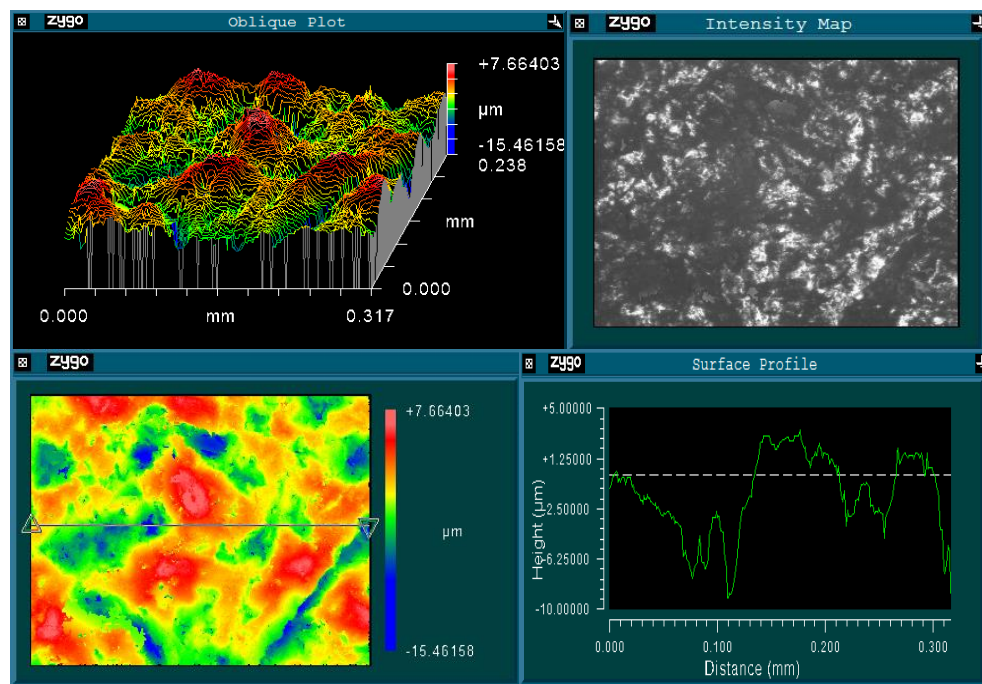 zygo
Oblique Plot
+7.66403
µm
-15.46158
0.238
mm
0.000
0.000
mm
0.317
zygo
Intensity Map
zygo
+7.66403
µm
-15.46158
zygo
Surface Profile
+5.00000
+1.25000
-2.50000
-6.25000
-10.00000
Height (µm)
0.000
0.100
0.200
0.300
Distance (mm)